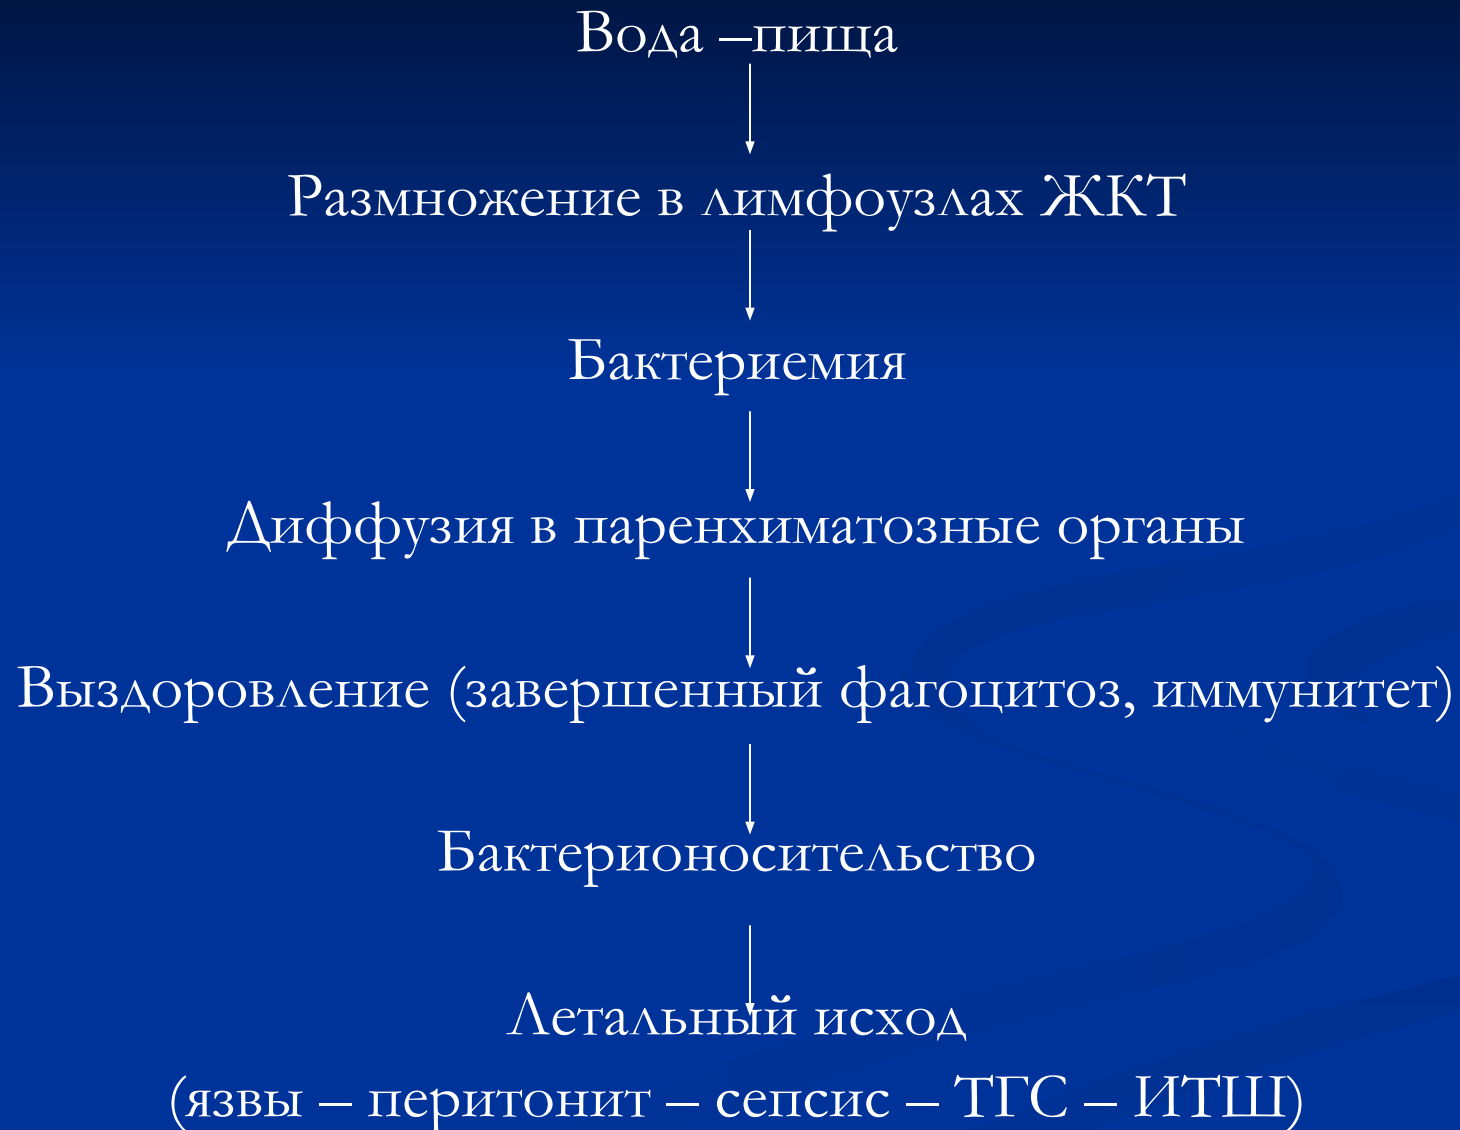 Вода –пища
Размножение в лимфоузлах ЖКТ
Бактериемия
Диффузия в паренхиматозные органы
Выздоровление (завершенный фагоцитоз, иммунитет)
Бактерионосительство
Летальный исход
(язвы – перитонит – сепсис – ТГС – ИТШ)